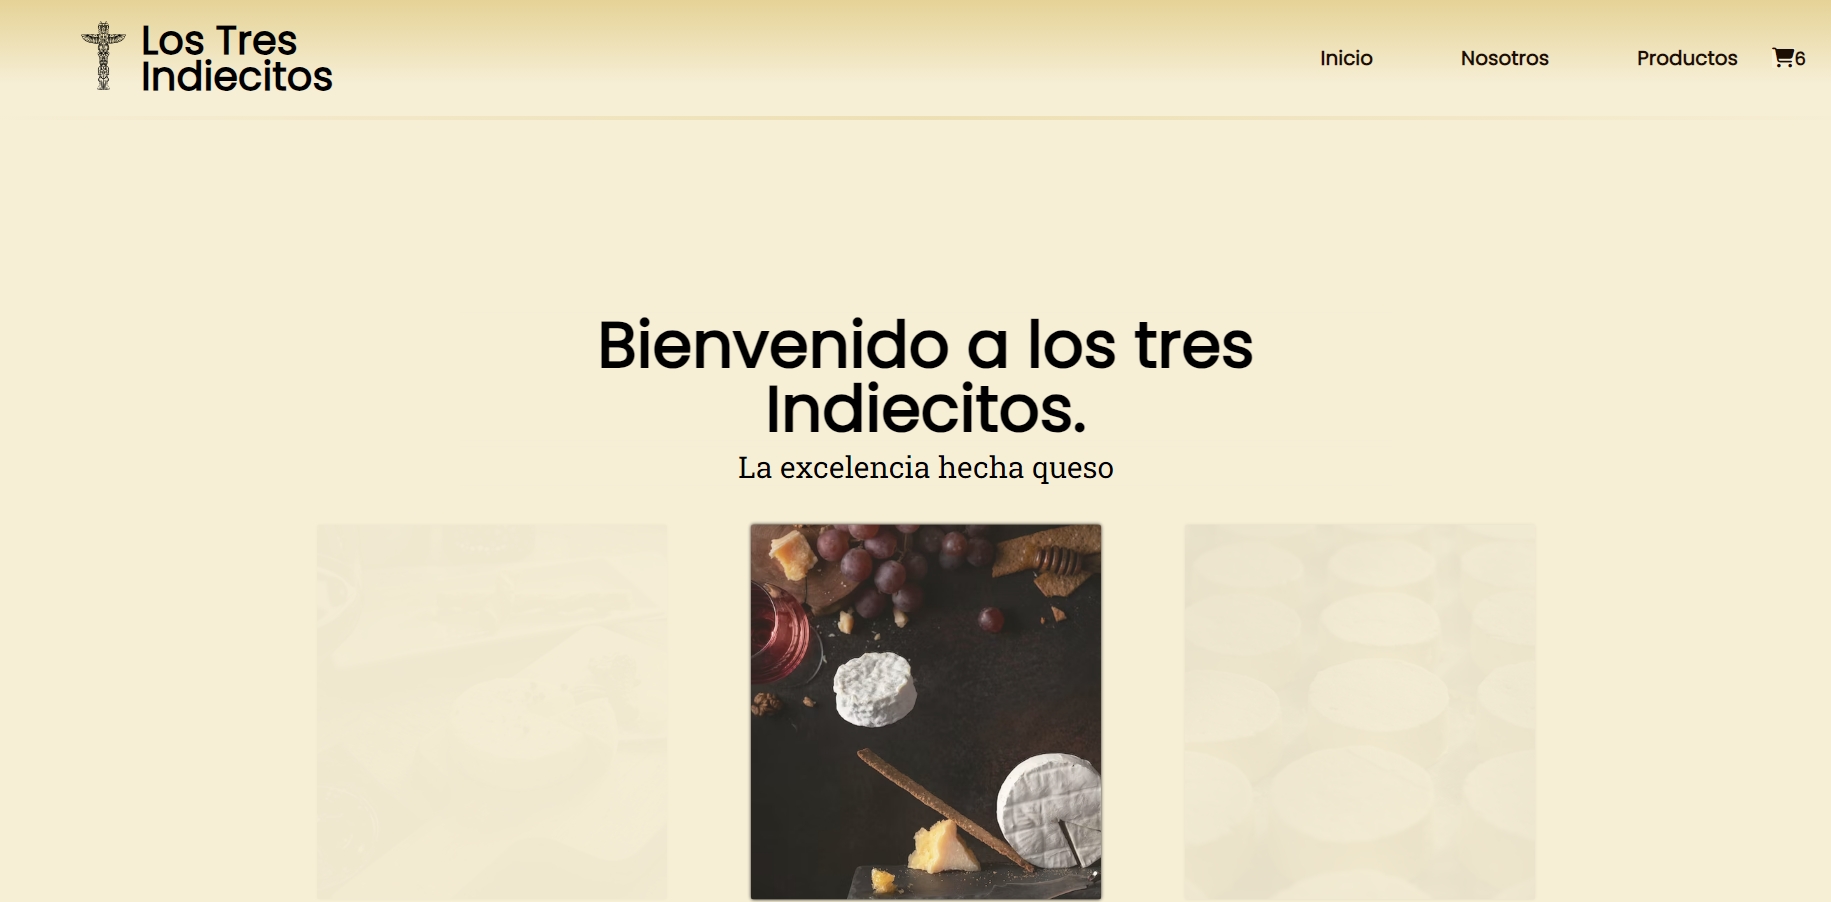 Los Tres
Indiecitos
Inicio
Nosotros
Productos
6
Bienvenido a los tres
Indiecitos.
La excelencia hecha queso